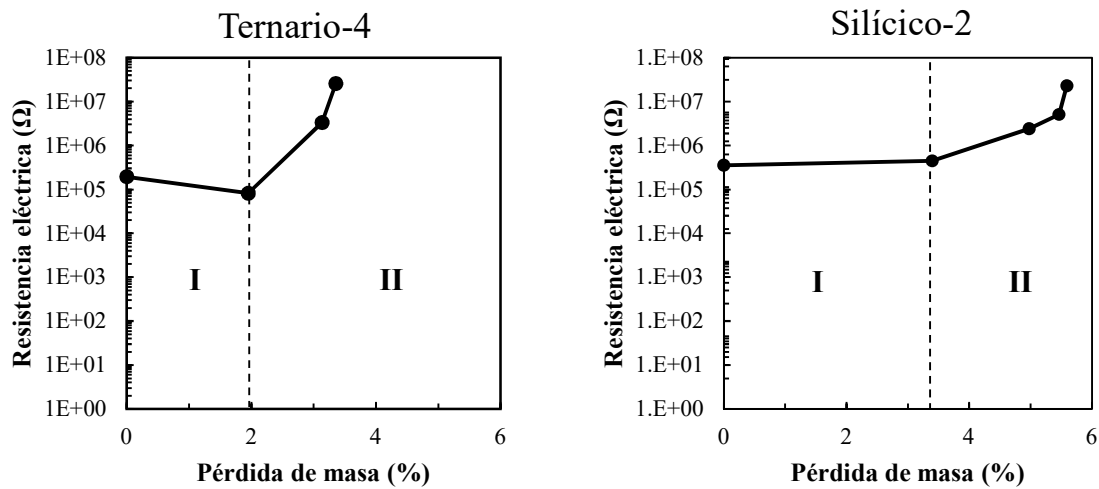 Ternario-4
1E+08
1E+07
1E+06
1E+05
1E+04
1E+03
1E+02
1E+01
1E+00
Resistencia eléctrica (Ω)
I
II
0
2
4
6
Pérdida de masa (%)
Silícico-2
1.E+08
1.E+07
1.E+06
1.E+05
1.E+04
1.E+03
1.E+02
1.E+01
1.E+00
Resistencia eléctrica (Ω)
I
II
0
2
4
6
Pérdida de masa (%)